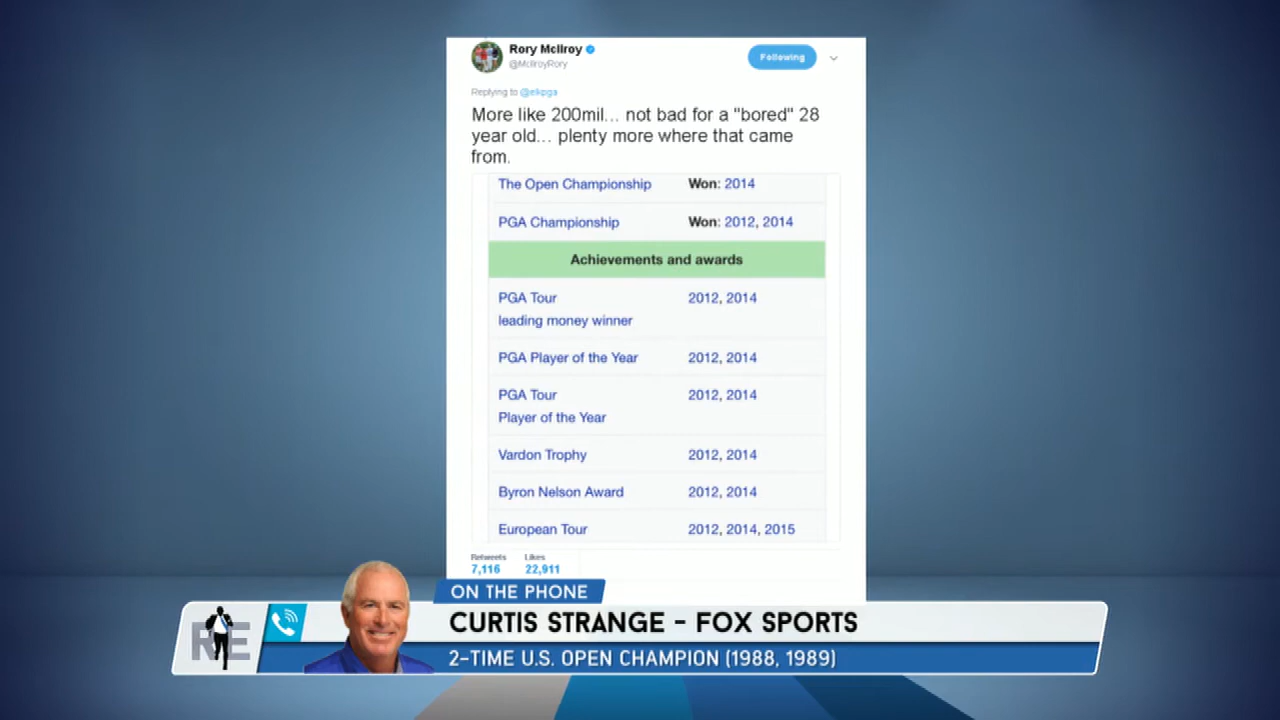 Rory McIlroy
@McIlroyRory
Following
Replying to @elkpga
More like 200mil... not bad for a "bored" 28
year old... plenty more where that came
from.
The Open Championship Won: 2014
PGA Championship Won: 2012, 2014
Achievements and awards
PGA Tour 2012, 2014
leading money winner
PGA Player of the Year 2012, 2014
PGA Tour 2012, 2014
Player of the Year
Vardon Trophy 2012, 2014
Byron Nelson Award 2012, 2014
European Tour 2012, 2014, 2015
Retweets Likes
7,116 22,911
ON THE PHONE
RE
CURTIS STRANGE - FOX SPORTS
2-TIME U.S. OPEN CHAMPION (1988, 1989)